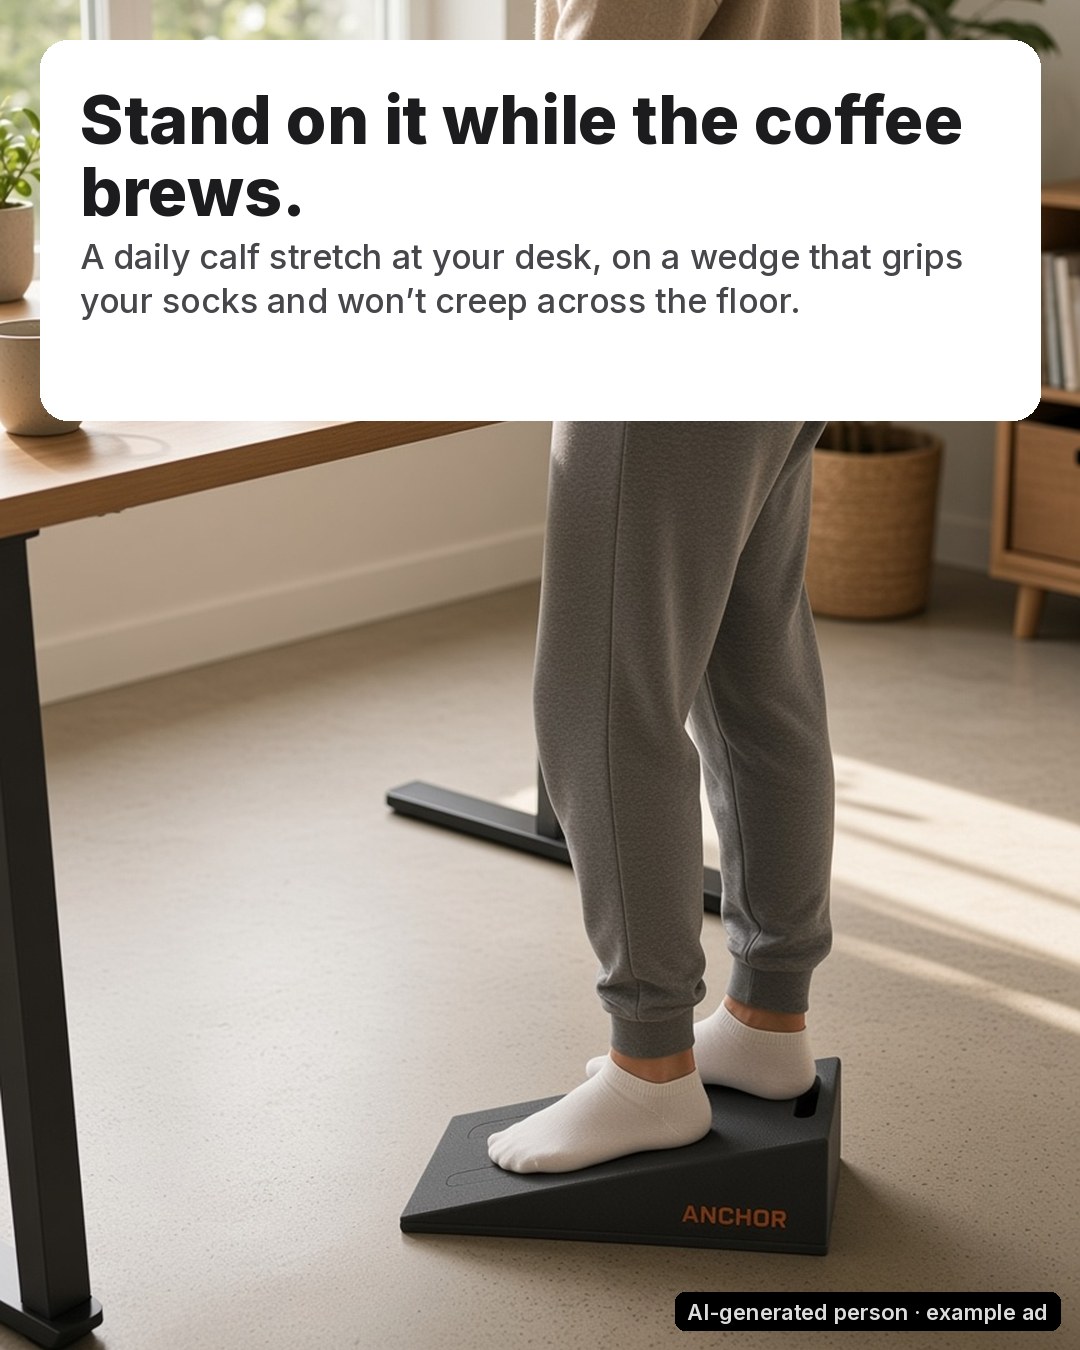 Stand on it while the coffee
brews.
A daily calf stretch at your desk, on a wedge that grips
your socks and won’t creep across the floor.
ANCHOR
AI-generated person · example ad